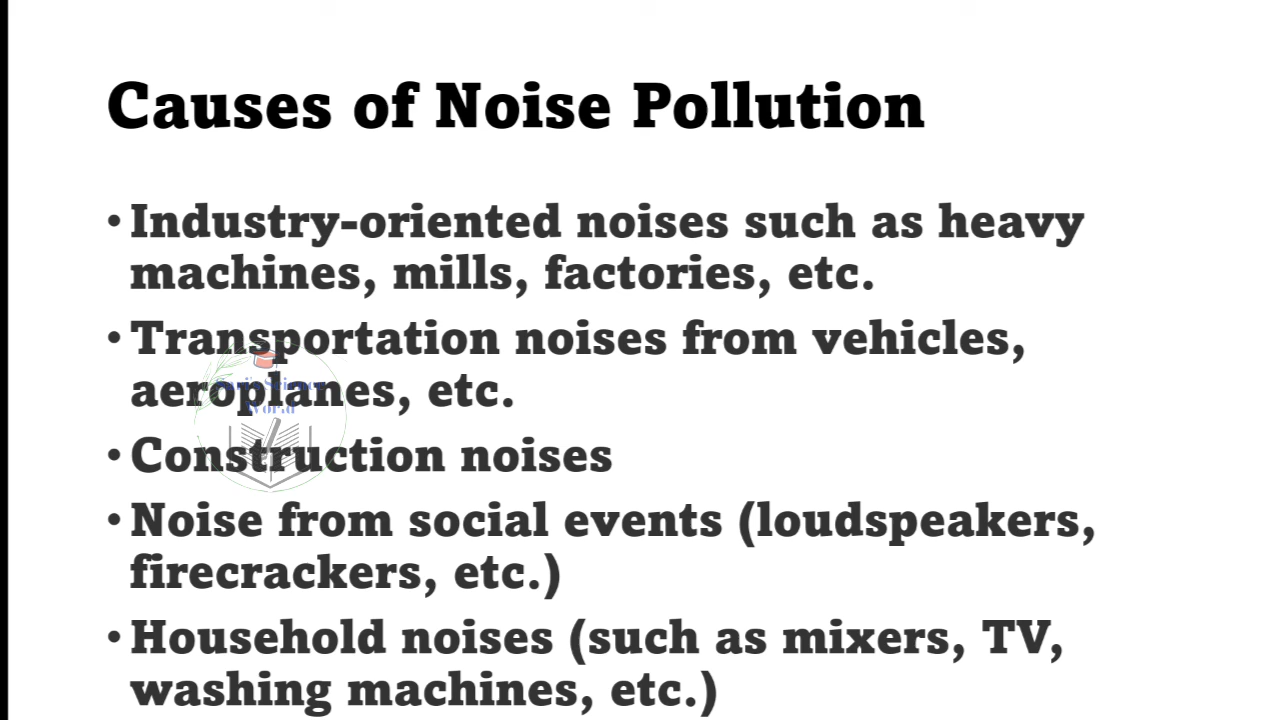 Causes of Noise Pollution
• Industry-oriented noises such as heavy
machines, mills, factories, etc.
• Transportation noises from vehicles,
aeroplanes, etc.
Science
World
• Construction noises
• Noise from social events (loudspeakers,
firecrackers, etc.)
• Household noises (such as mixers, TV,
washing machines, etc.)